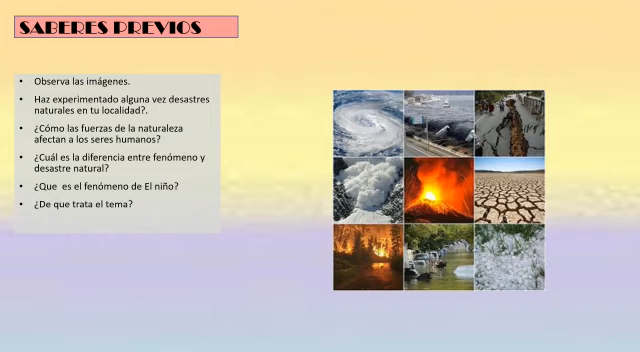 SABERES PREVIOS
• Observa las imágenes.
• Haz experimentado alguna vez desastres
naturales en tu localidad?.
• ¿Cómo las fuerzas de la naturaleza
afectan a los seres humanos?
• ¿Cuál es la diferencia entre fenómeno y
desastre natural?
• ¿Que es el fenómeno de El niño?
• ¿De que trata el tema?